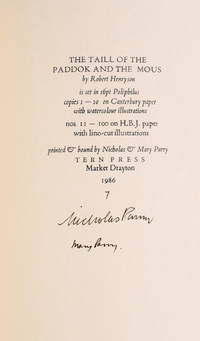 THE TAILL OF THE
PADDOK AND THE MOUS
by Robert Henryson
is set in 16pt Poliphilus
copies 1 – 10 on Canterbury paper
with watercolour illustrations
nos 11 – 100 on H.B.J. paper
with lino-cut illustrations
printed & bound by Nicholas & Mary Parry
TERN PRESS
Market Drayton
1986
7
Nicholas Parry
Mary Parry.